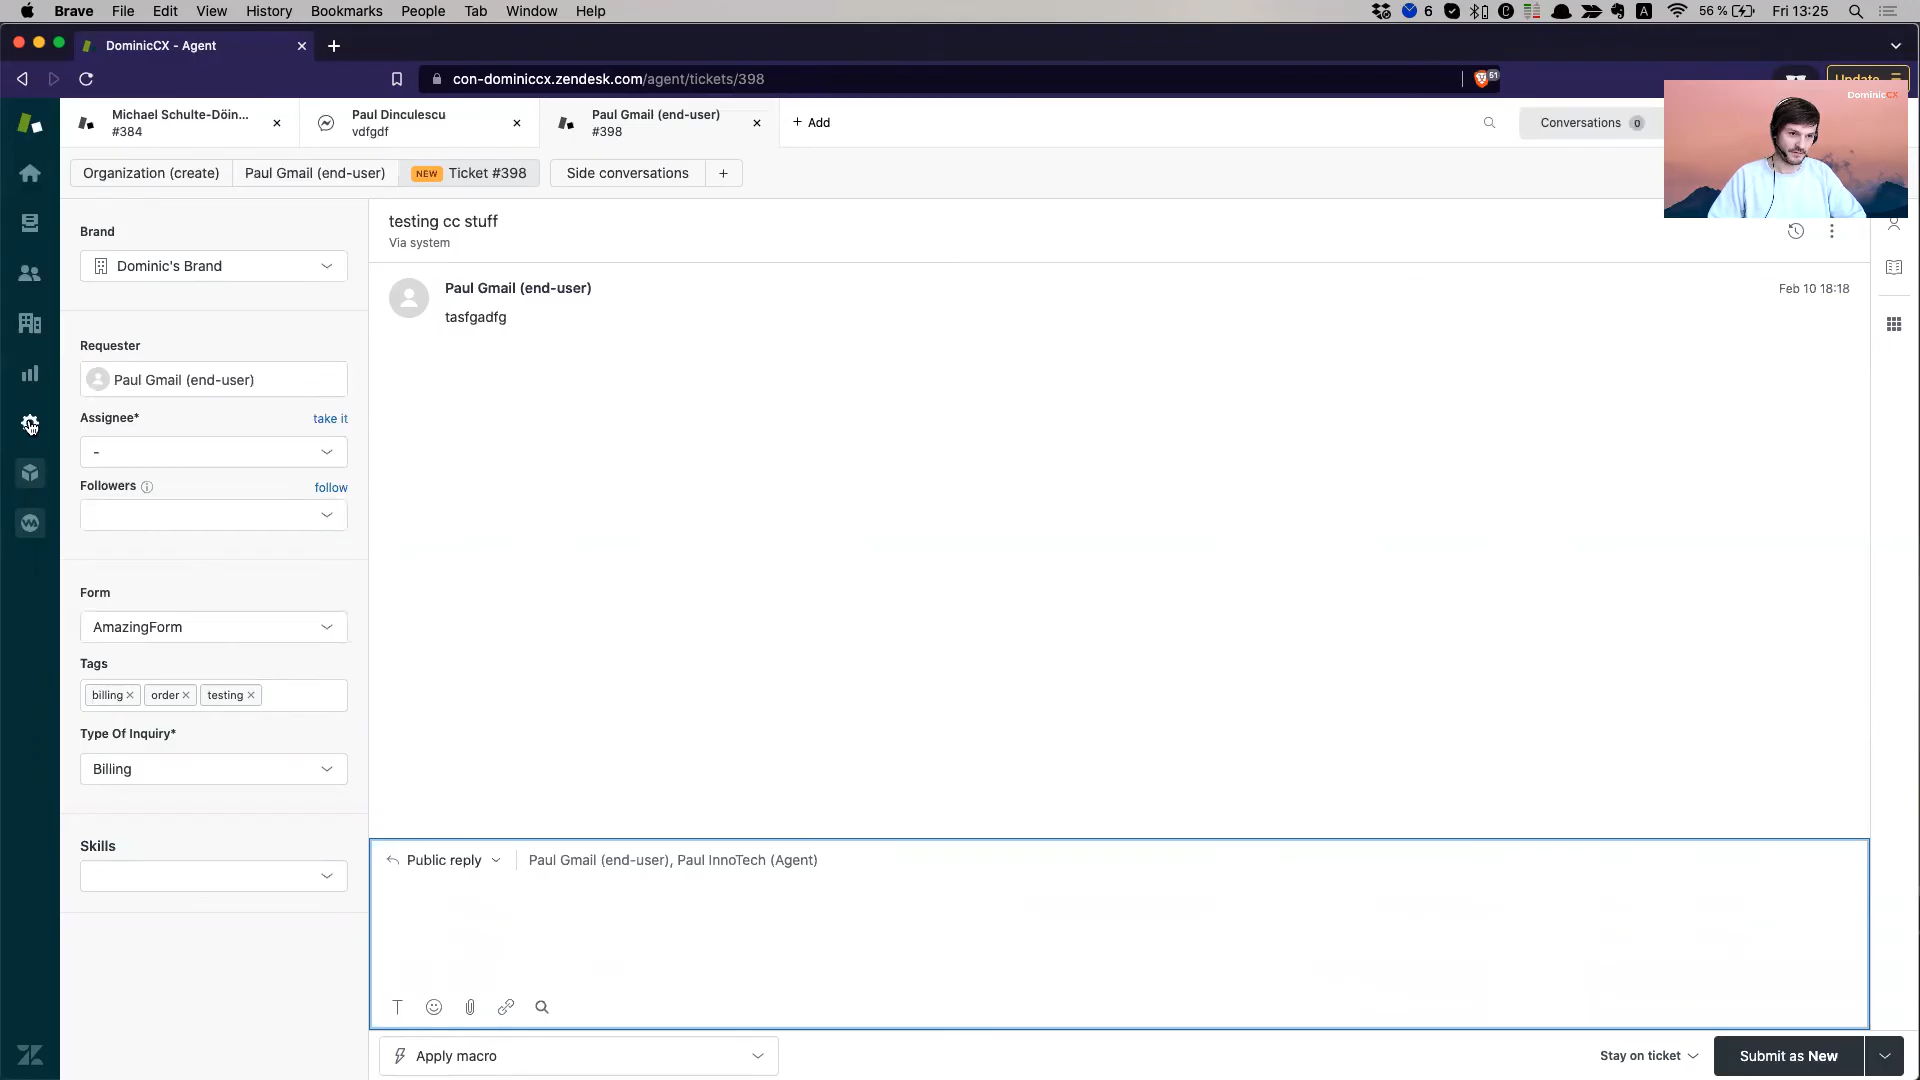 Brave File Edit View History Bookmarks People Tab Window Help
6 56 % Fri 13:25
DominicCX - Agent
con-dominiccx.zendesk.com/agent/tickets/398
51
Update
DominicCX
Michael Schulte-Döin...
#384
Paul Dinculescu
vdfgdf
Paul Gmail (end-user)
#398
+ Add
Conversations 0
Organization (create) Paul Gmail (end-user) NEW Ticket #398 Side conversations +
Brand
Dominic's Brand
Requester
Paul Gmail (end-user)
Assignee* take it
-
Followers follow
Form
AmazingForm
Tags
billing order testing
Type Of Inquiry*
Billing
Skills
testing cc stuff
Via system
Paul Gmail (end-user) Feb 10 18:18
tasfgadfg
Public reply Paul Gmail (end-user), Paul InnoTech (Agent)
Apply macro
Stay on ticket Submit as New